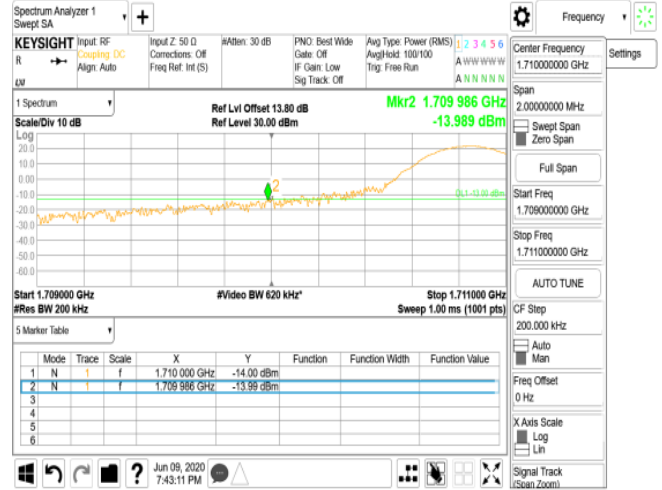 Spectrum Analyzer 1
Swept SA
Frequency
KEYSIGHT
R
Input: RF
Coupling: DC
Align: Auto
Input Z: 50 Ω
Corrections: Off
Freq Ref: Int (S)
#Atten: 30 dB
PNO: Best Wide
Gate: Off
IF Gain: Low
Sig Track: Off
Avg Type: Power (RMS)
Avg|Hold: 100/100
Trig: Free Run
1 2 3 4 5 6
A W W W W W
A N N N N N
Center Frequency
1.710000000 GHz
Settings
Span
2.00000000 MHz
Swept Span
Zero Span
Full Span
Start Freq
1.709000000 GHz
Stop Freq
1.711000000 GHz
AUTO TUNE
CF Step
200.000 kHz
Auto
Man
Freq Offset
0 Hz
X Axis Scale
Log
Lin
Signal Track
(Span Zoom)
1 Spectrum
Scale/Div 10 dB
Log
Ref Lvl Offset 13.80 dB
Ref Level 30.00 dBm
Mkr2 1.709 986 GHz
-13.989 dBm
20.0
10.0
0.00
-10.0
-20.0
-30.0
-40.0
-50.0
-60.0
2
DL1 -13.00 dBm
Start 1.709000 GHz
#Res BW 200 kHz
#Video BW 620 kHz*
Stop 1.711000 GHz
Sweep 1.00 ms (1001 pts)
5 Marker Table
Mode Trace Scale X Y Function Function Width Function Value
1 N 1 f 1.710 000 GHz -14.00 dBm
2 N 1 f 1.709 986 GHz -13.99 dBm
3
4
5
6
?
Jun 09, 2020
7:43:11 PM